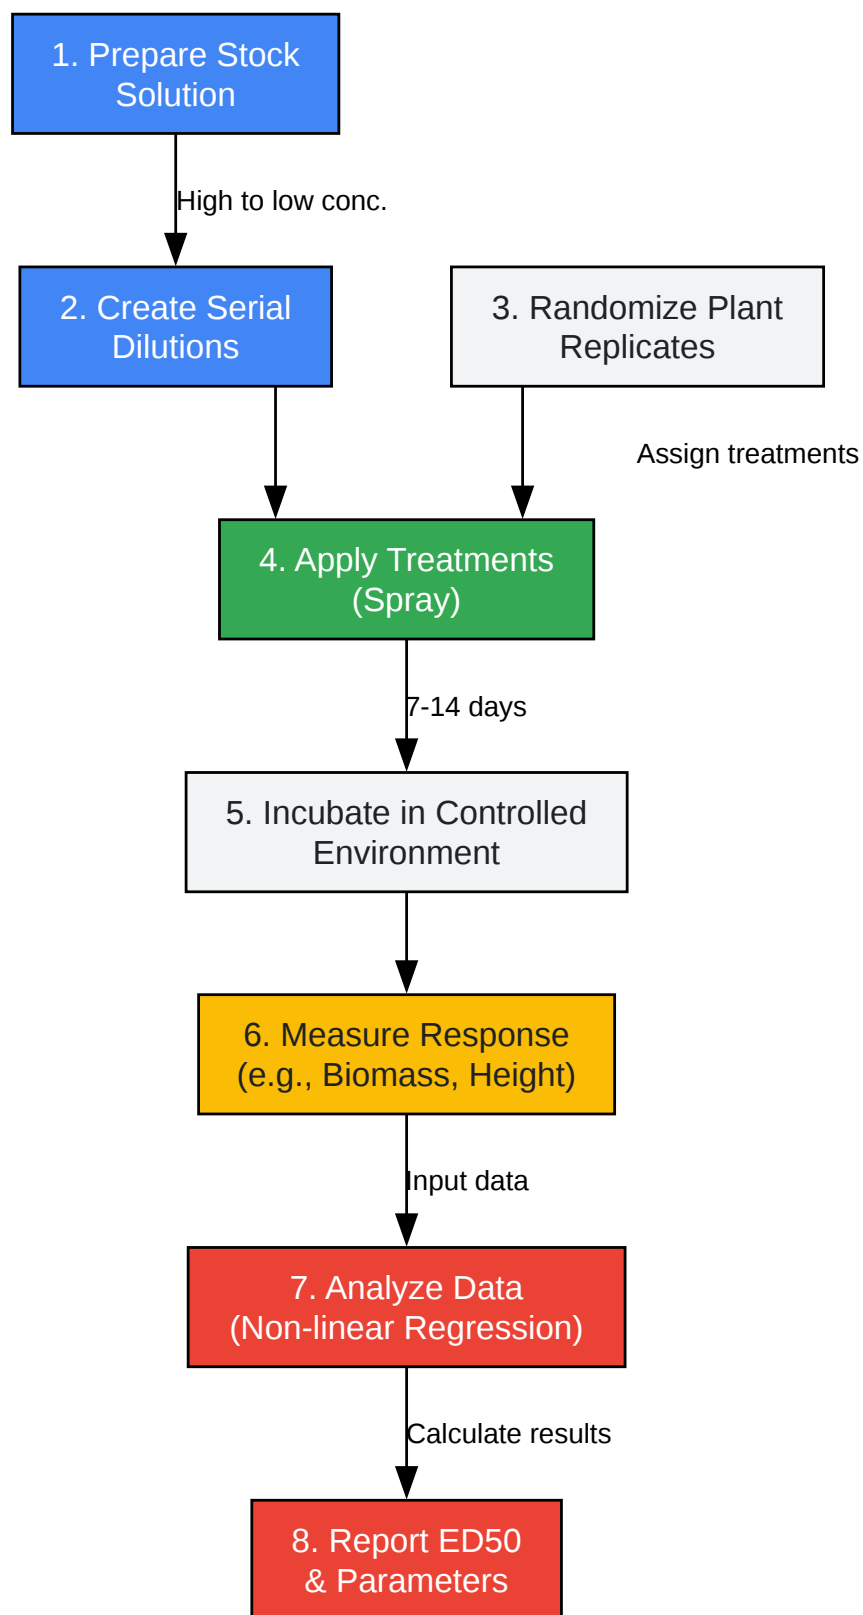 1. Prepare Stock
Solution
High to low conc.
2. Create Serial
Dilutions
3. Randomize Plant
Replicates
Assign treatments
4. Apply Treatments
(Spray)
7-14 days
5. Incubate in Controlled
Environment
6. Measure Response
(e.g., Biomass, Height)
Input data
7. Analyze Data
(Non-linear Regression)
Calculate results
8. Report ED50
& Parameters